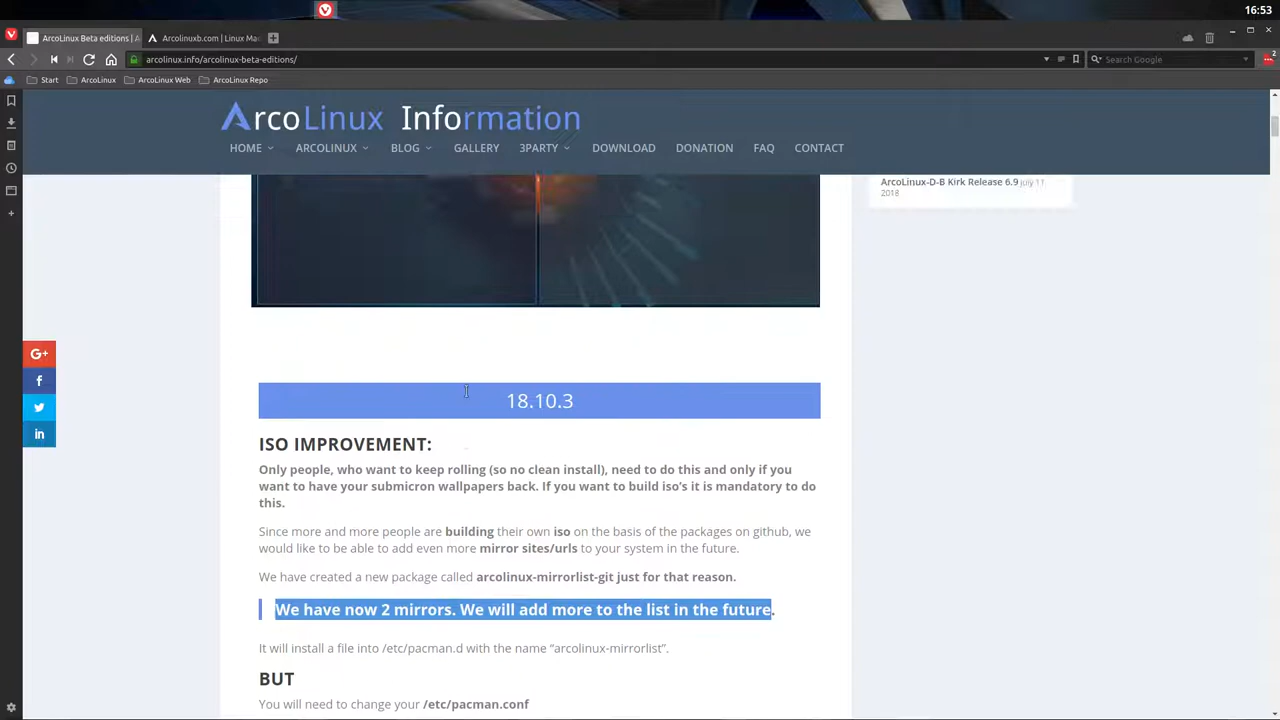 16:53
ArcoLinux Beta editions | A
Arcolinuxb.com | Linux Ma
arcolinux.info/arcolinux-beta-editions/
Search Google
Start
ArcoLinux
ArcoLinux Web
ArcoLinux Repo
ArcoLinux Information
HOME
ARCOLINUX
BLOG
GALLERY
3PARTY
DOWNLOAD
DONATION
FAQ
CONTACT
ArcoLinux-D-B Kirk Release 6.9 july 11,
2018
G+
f
in
18.10.3
ISO IMPROVEMENT:
Only people, who want to keep rolling (so no clean install), need to do this and only if you
want to have your submicron wallpapers back. If you want to build iso's it is mandatory to do
this.
Since more and more people are building their own iso on the basis of the packages on github, we
would like to be able to add even more mirror sites/urls to your system in the future.
We have created a new package called arcolinux-mirrorlist-git just for that reason.
We have now 2 mirrors. We will add more to the list in the future.
It will install a file into /etc/pacman.d with the name “arcolinux-mirrorlist”.
BUT
You will need to change your /etc/pacman.conf